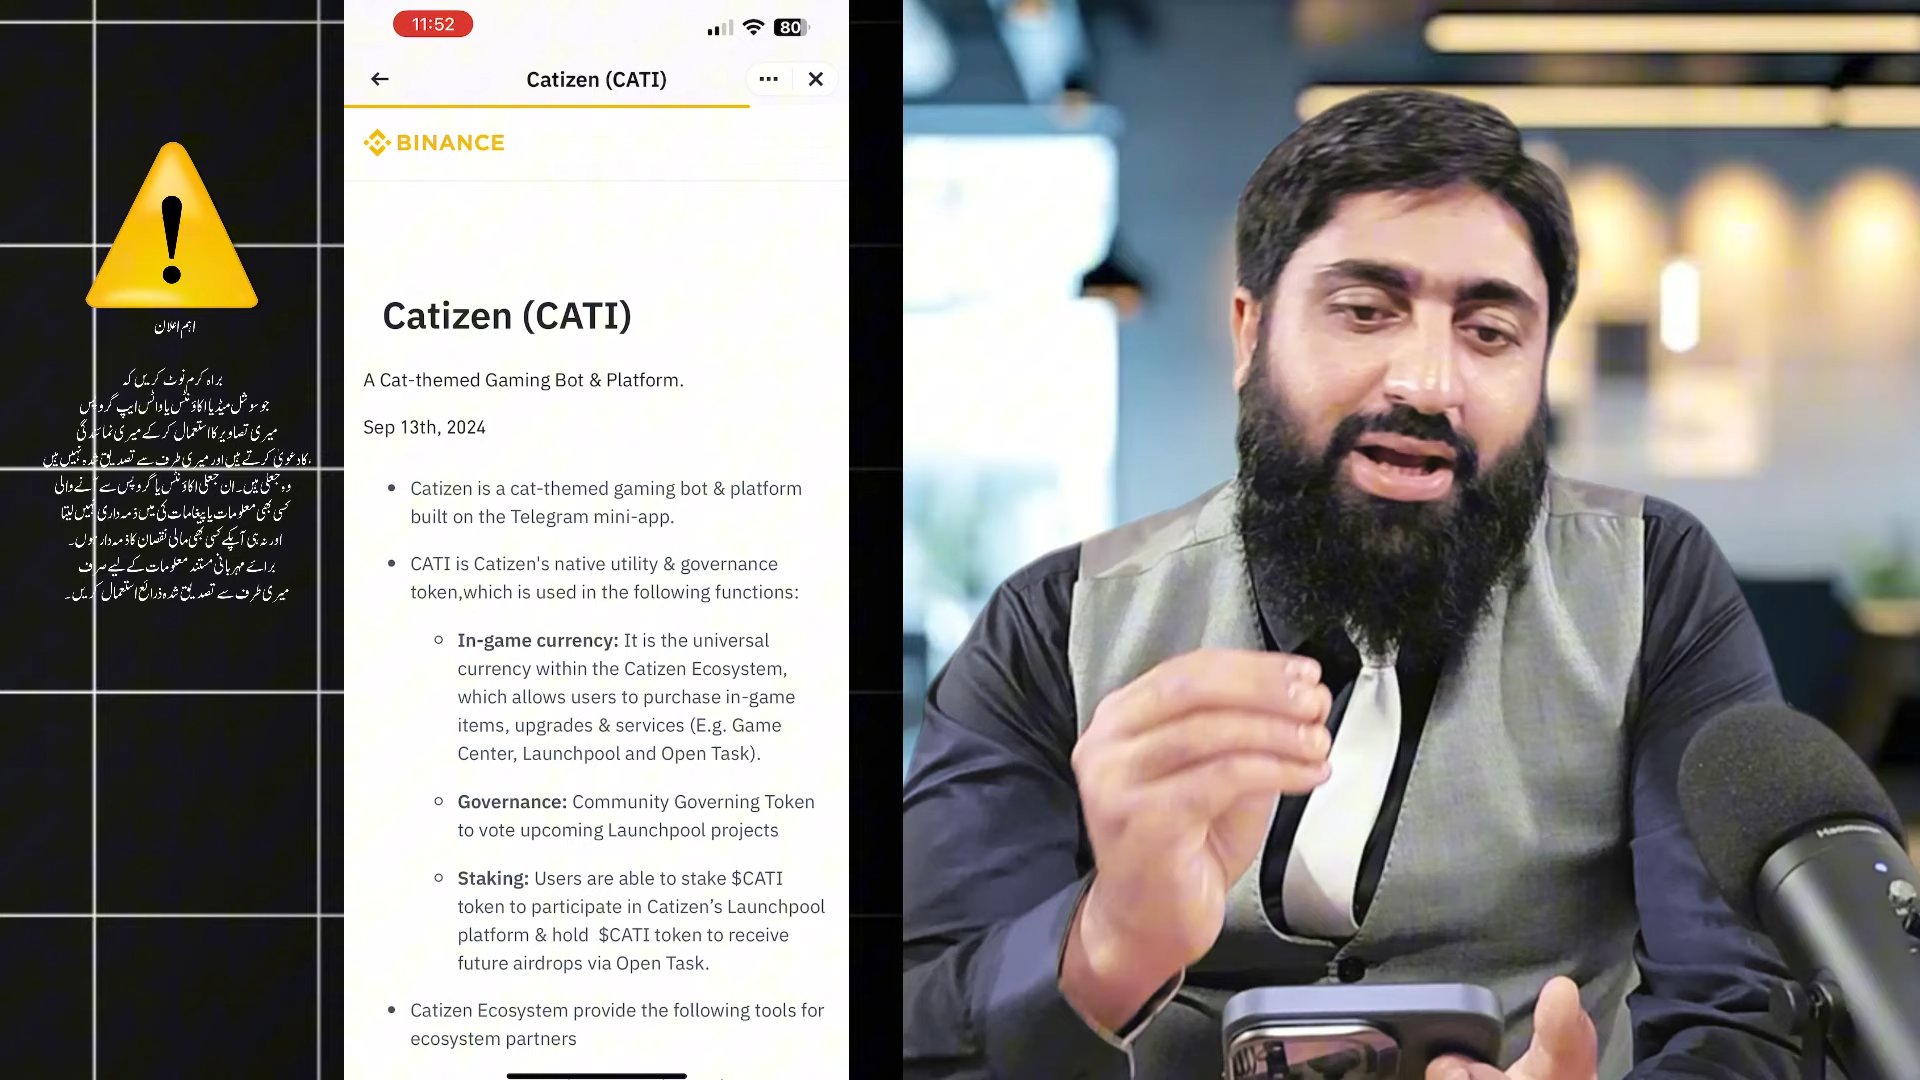 اہم اعلان
براہ کرم نوٹ کریں کہ
جو سوشل میڈیا اکاؤنٹس یا واٹس ایپ گروپس
میری تصاویر کا استعمال کرکے میری نمائندگی
کا دعویٰ کرتے ہیں اور میری طرف سے تصدیق شدہ نہیں ہیں،
وہ جعلی ہیں۔ ان جعلی اکاؤنٹس یا گروپس سے آنے والی
کسی بھی معلومات یا پیغامات کی میں ذمہ داری نہیں لیتا
اور نہ ہی آپکے کسی بھی مالی نقصان کا ذمہ دار ہوں۔
برائے مہربانی مستند معلومات کے لیے صرف
میری طرف سے تصدیق شدہ ذرائع استعمال کریں۔
11:52
80
Catizen (CATI)
BINANCE
Catizen (CATI)
A Cat-themed Gaming Bot & Platform.
Sep 13th, 2024
Catizen is a cat-themed gaming bot & platform
built on the Telegram mini-app.
CATI is Catizen's native utility & governance
token,which is used in the following functions:
In-game currency: It is the universal
currency within the Catizen Ecosystem,
which allows users to purchase in-game
items, upgrades & services (E.g. Game
Center, Launchpool and Open Task).
Governance: Community Governing Token
to vote upcoming Launchpool projects
Staking: Users are able to stake $CATI
token to participate in Catizen’s Launchpool
platform & hold $CATI token to receive
future airdrops via Open Task.
Catizen Ecosystem provide the following tools for
ecosystem partners